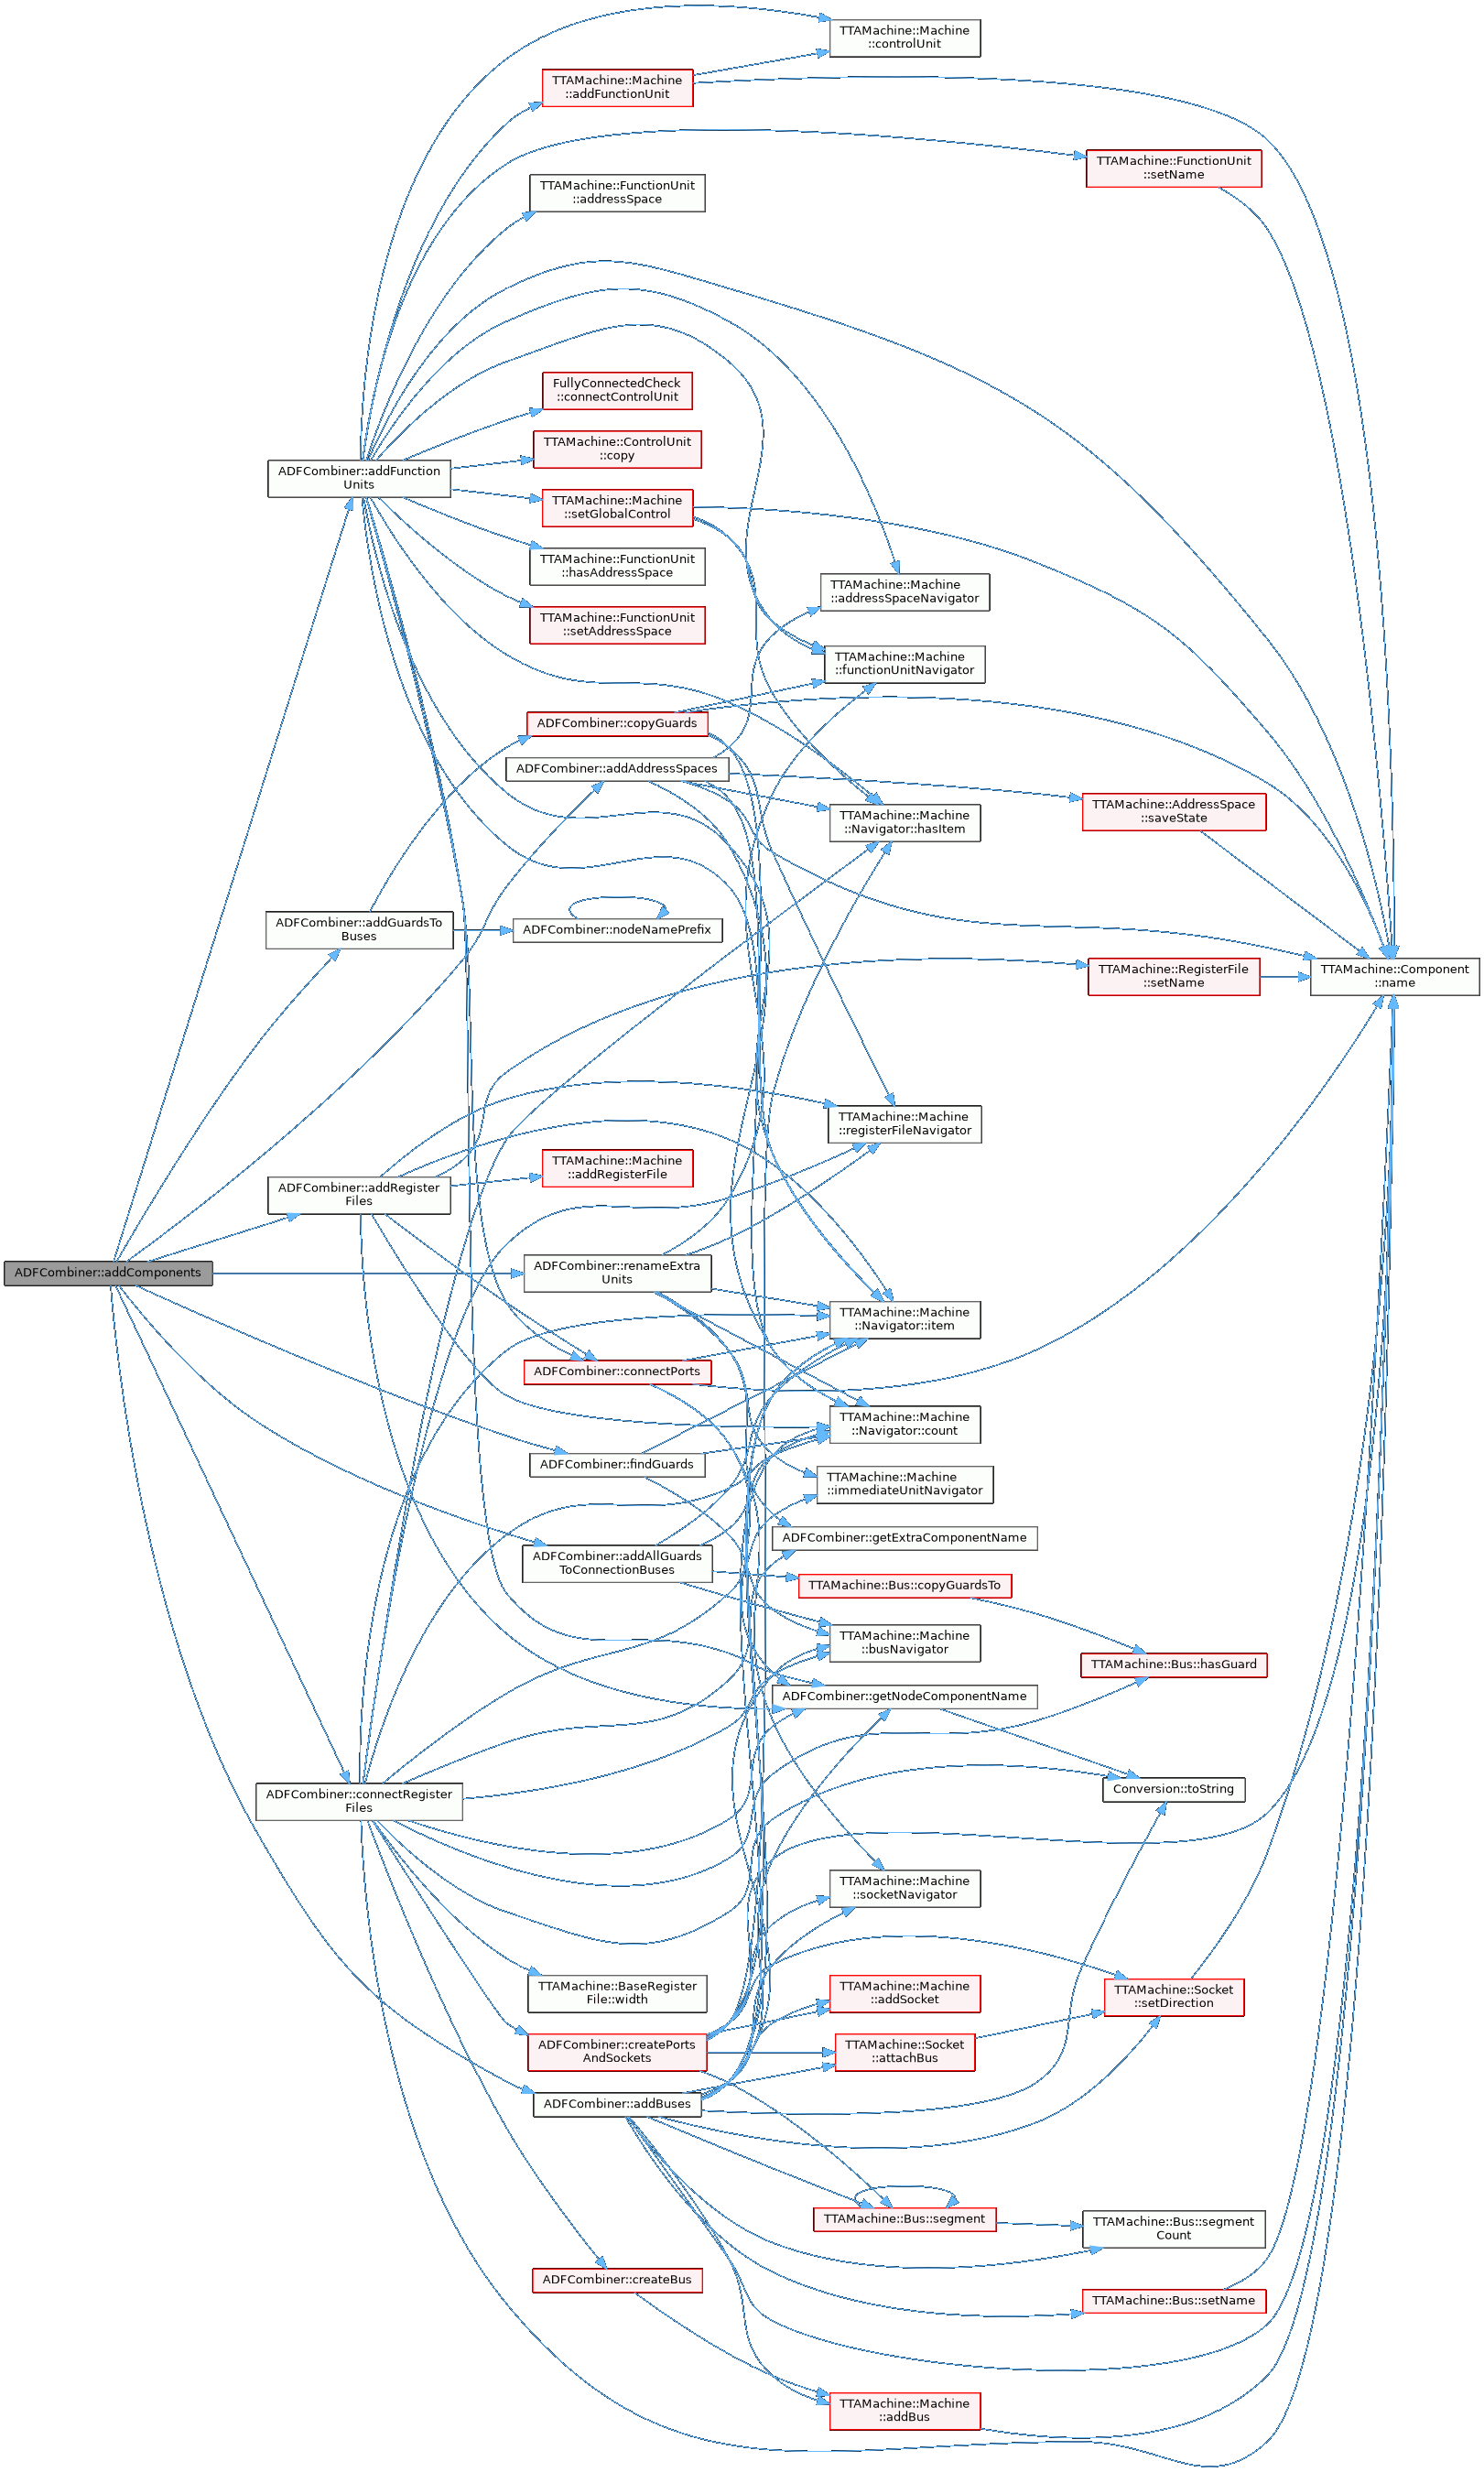 TTAMachine::Machine
::controlUnit
TTAMachine::Machine
::addFunctionUnit
TTAMachine::FunctionUnit
::setName
TTAMachine::FunctionUnit
::addressSpace
FullyConnectedCheck
::connectControlUnit
TTAMachine::ControlUnit
::copy
ADFCombiner::addFunction
Units
TTAMachine::Machine
::setGlobalControl
TTAMachine::FunctionUnit
::hasAddressSpace
TTAMachine::Machine
::addressSpaceNavigator
TTAMachine::FunctionUnit
::setAddressSpace
TTAMachine::Machine
::functionUnitNavigator
ADFCombiner::copyGuards
ADFCombiner::addAddressSpaces
TTAMachine::AddressSpace
::saveState
TTAMachine::Machine
::Navigator::hasItem
ADFCombiner::addGuardsTo
Buses
ADFCombiner::nodeNamePrefix
TTAMachine::RegisterFile
::setName
TTAMachine::Component
::name
TTAMachine::Machine
::registerFileNavigator
TTAMachine::Machine
::addRegisterFile
ADFCombiner::addRegister
Files
ADFCombiner::addComponents
ADFCombiner::renameExtra
Units
TTAMachine::Machine
::Navigator::item
ADFCombiner::connectPorts
TTAMachine::Machine
::Navigator::count
ADFCombiner::findGuards
TTAMachine::Machine
::immediateUnitNavigator
ADFCombiner::getExtraComponentName
ADFCombiner::addAllGuards
ToConnectionBuses
TTAMachine::Bus::copyGuardsTo
TTAMachine::Machine
::busNavigator
TTAMachine::Bus::hasGuard
ADFCombiner::getNodeComponentName
Conversion::toString
ADFCombiner::connectRegister
Files
TTAMachine::Machine
::socketNavigator
TTAMachine::BaseRegister
File::width
TTAMachine::Machine
::addSocket
TTAMachine::Socket
::setDirection
ADFCombiner::createPorts
AndSockets
TTAMachine::Socket
::attachBus
ADFCombiner::addBuses
TTAMachine::Bus::segment
TTAMachine::Bus::segment
Count
ADFCombiner::createBus
TTAMachine::Bus::setName
TTAMachine::Machine
::addBus